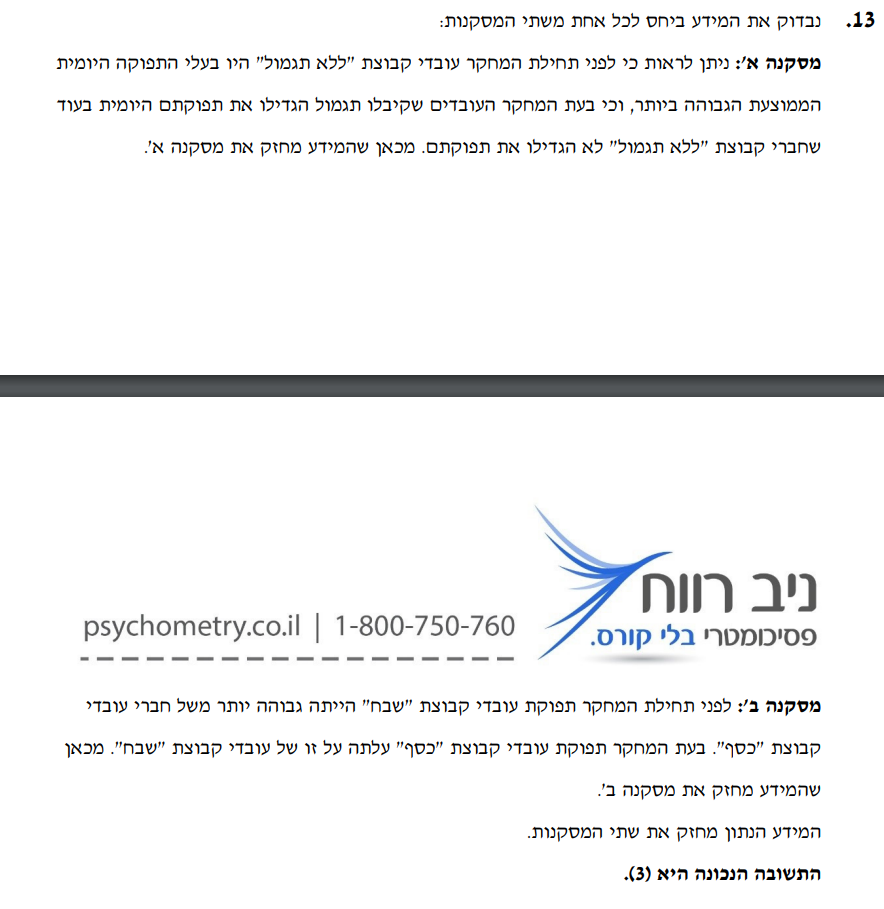 13. נבדוק את המידע ביחס לכל אחת משתי המסקנות:
מסקנה א': ניתן לראות כי לפני תחילת המחקר עובדי קבוצת "ללא תגמול" היו בעלי התפוקה היומית
הממוצעת הגבוהה ביותר, וכי בעת המחקר העובדים שקיבלו תגמול הגדילו את תפוקתם היומית בעוד
שחברי קבוצת "ללא תגמול" לא הגדילו את תפוקתם. מכאן שהמידע מחזק את מסקנה א'.
ניב רווח
פסיכומטרי בלי קורס.
psychometry.co.il | 1-800-750-760
מסקנה ב': לפני תחילת המחקר תפוקת עובדי קבוצת "שבח" הייתה גבוהה יותר משל חברי עובדי
קבוצת "כסף". בעת המחקר תפוקת עובדי קבוצת "כסף" עלתה על זו של עובדי קבוצת "שבח". מכאן
שהמידע מחזק את מסקנה ב'.
המידע הנתון מחזק את שתי המסקנות.
התשובה הנכונה היא (3).